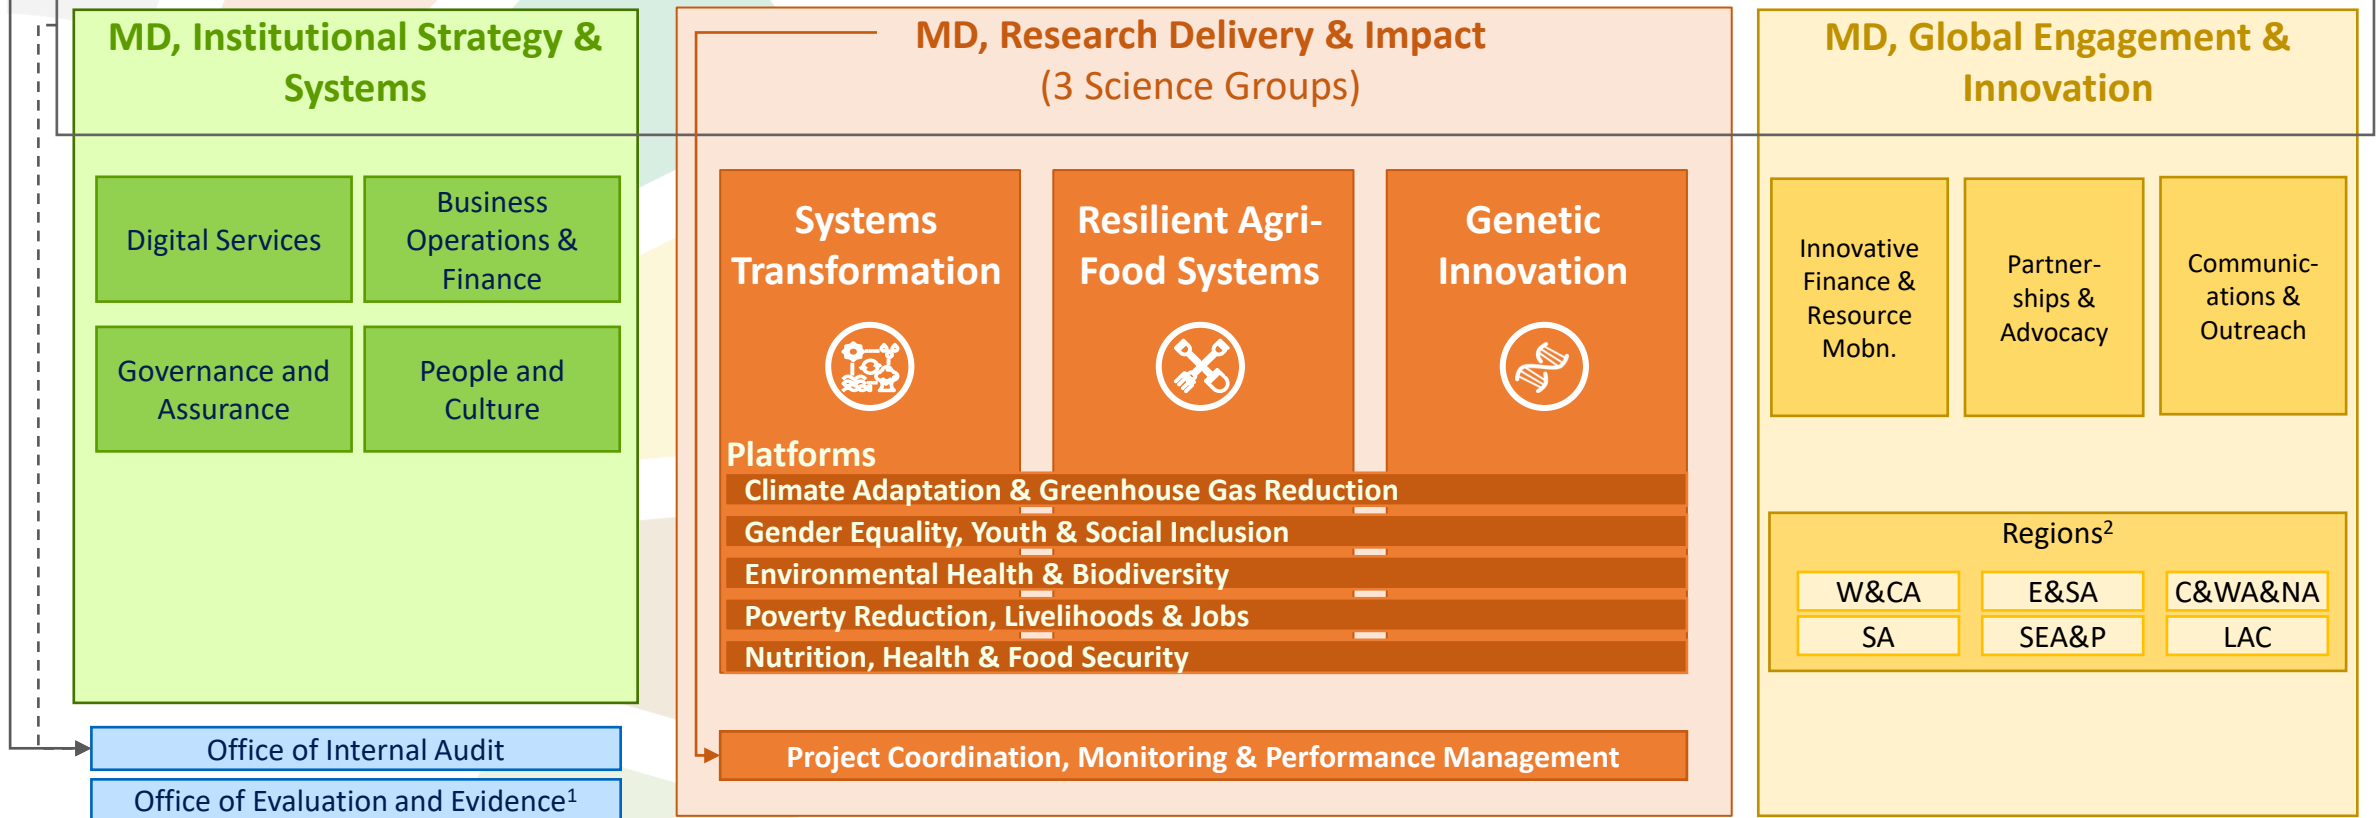 MD, Institutional Strategy &
Systems
Digital Services
Business
Operations &
Finance
Governance and
Assurance
People and
Culture
Office of Internal Audit
Office of Evaluation and Evidence¹
MD, Research Delivery & Impact
(3 Science Groups)
Systems
Transformation
Resilient Agri-
Food Systems
Genetic
Innovation
Platforms
Climate Adaptation & Greenhouse Gas Reduction
Gender Equality, Youth & Social Inclusion
Environmental Health & Biodiversity
Poverty Reduction, Livelihoods & Jobs
Nutrition, Health & Food Security
Project Coordination, Monitoring & Performance Management
MD, Global Engagement &
Innovation
Innovative
Finance &
Resource
Mobn.
Partner-
ships &
Advocacy
Communic-
ations &
Outreach
Regions²
W&CA
E&SA
C&WA&NA
SA
SEA&P
LAC